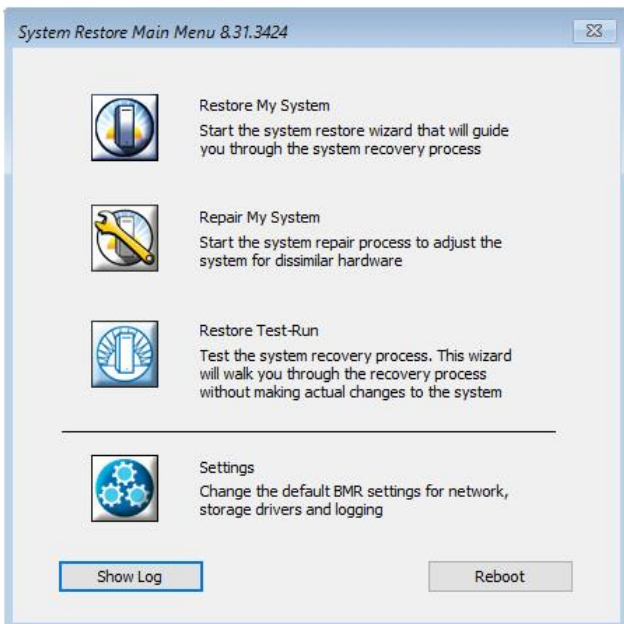 System Restore Main Menu 8.31.3424
Restore My System
Start the system restore wizard that will guide
you through the system recovery process
Repair My System
Start the system repair process to adjust the
system for dissimilar hardware
Restore Test-Run
Test the system recovery process. This wizard
will walk you through the recovery process
without making actual changes to the system
Settings
Change the default BMR settings for network,
storage drivers and logging
Show Log
Reboot